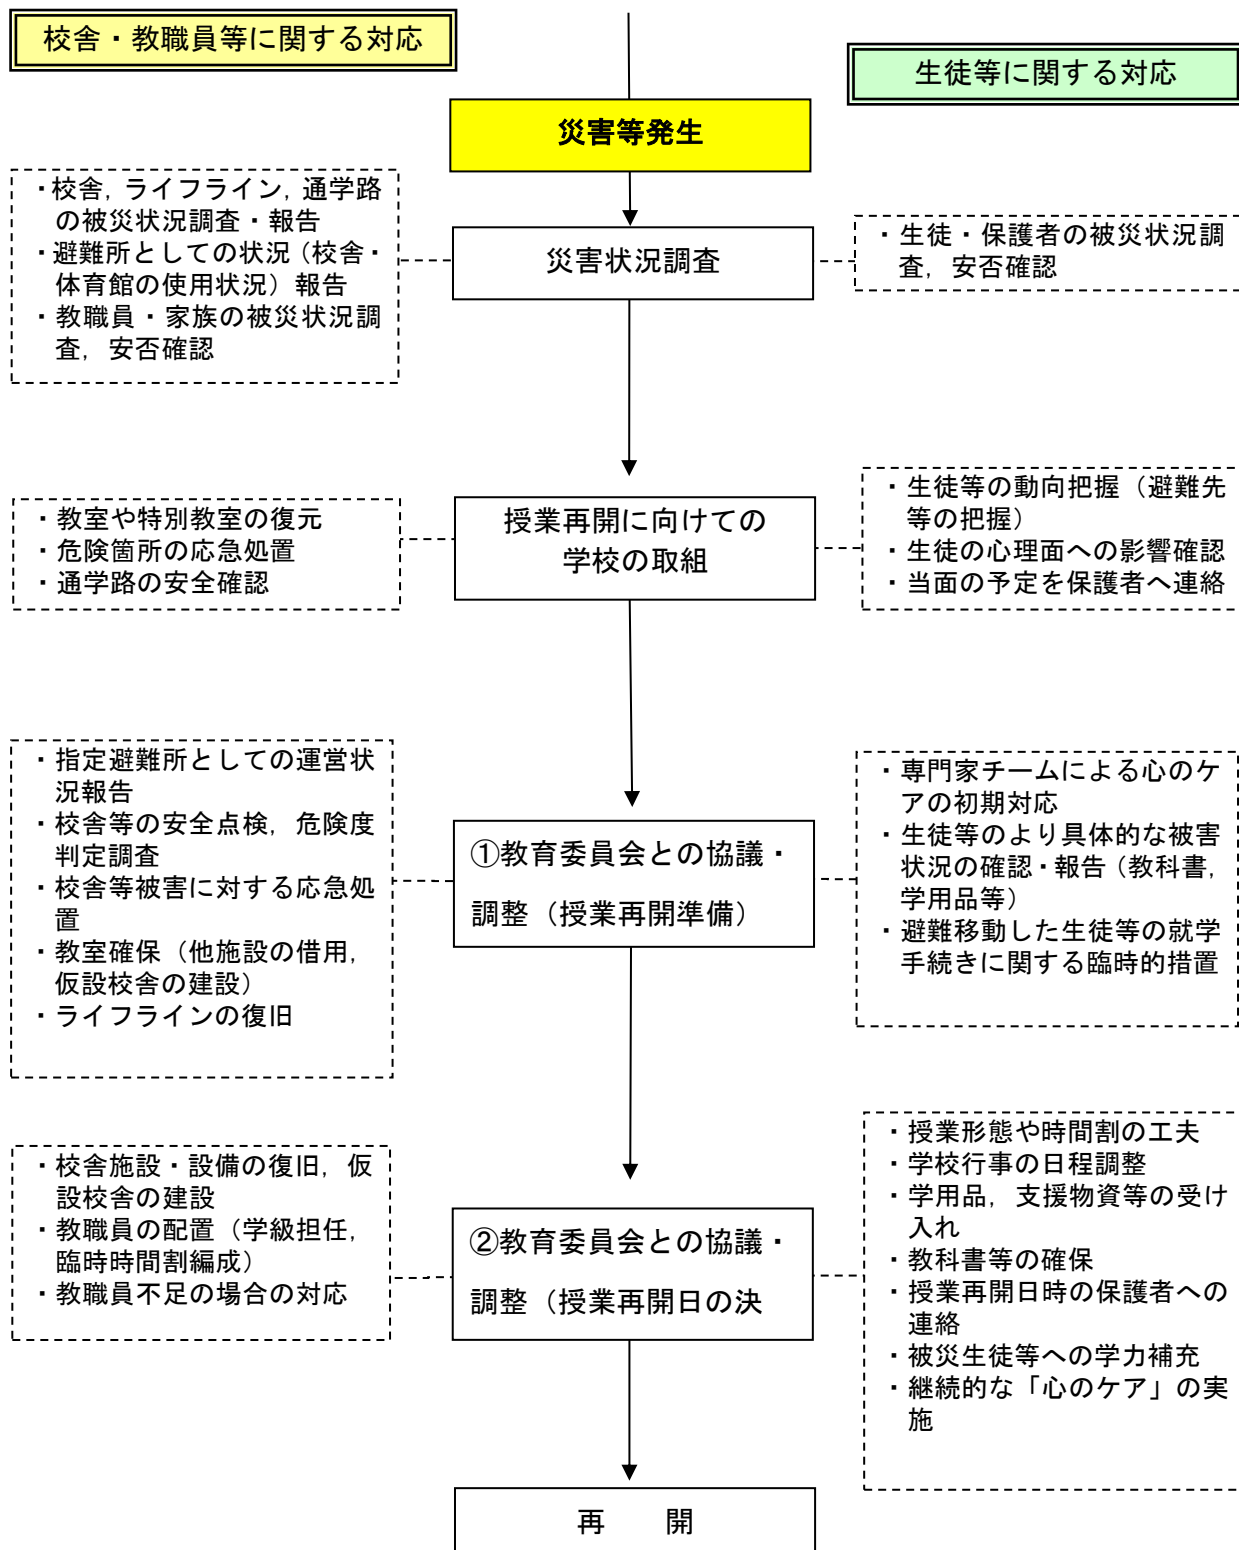 校舎・教職員等に関する対応
生徒等に関する対応
災害等発生
・校舎，ライフライン，通学路
の被災状況調査・報告
・避難所としての状況（校舎・
体育館の使用状況）報告
・教職員・家族の被災状況調
査，安否確認
災害状況調査
・生徒・保護者の被災状況調
査，安否確認
・教室や特別教室の復元
・危険箇所の応急処置
・通学路の安全確認
授業再開に向けての
学校の取組
・生徒等の動向把握（避難先
等の把握）
・生徒の心理面への影響確認
・当面の予定を保護者へ連絡
・指定避難所としての運営状
況報告
・校舎等の安全点検，危険度
判定調査
・校舎等被害に対する応急処
置
・教室確保（他施設の借用，
仮設校舎の建設）
・ライフラインの復旧
①教育委員会との協議・
調整（授業再開準備）
・専門家チームによる心のケ
アの初期対応
・生徒等のより具体的な被害
状況の確認・報告（教科書，
学用品等）
・避難移動した生徒等の就学
手続きに関する臨時的措置
・校舎施設・設備の復旧，仮
設校舎の建設
・教職員の配置（学級担任，
臨時時間割編成）
・教職員不足の場合の対応
②教育委員会との協議・
調整（授業再開日の決
・授業形態や時間割の工夫
・学校行事の日程調整
・学用品，支援物資等の受け
入れ
・教科書等の確保
・授業再開日時の保護者への
連絡
・被災生徒等への学力補充
・継続的な「心のケア」の実
施
再　　開